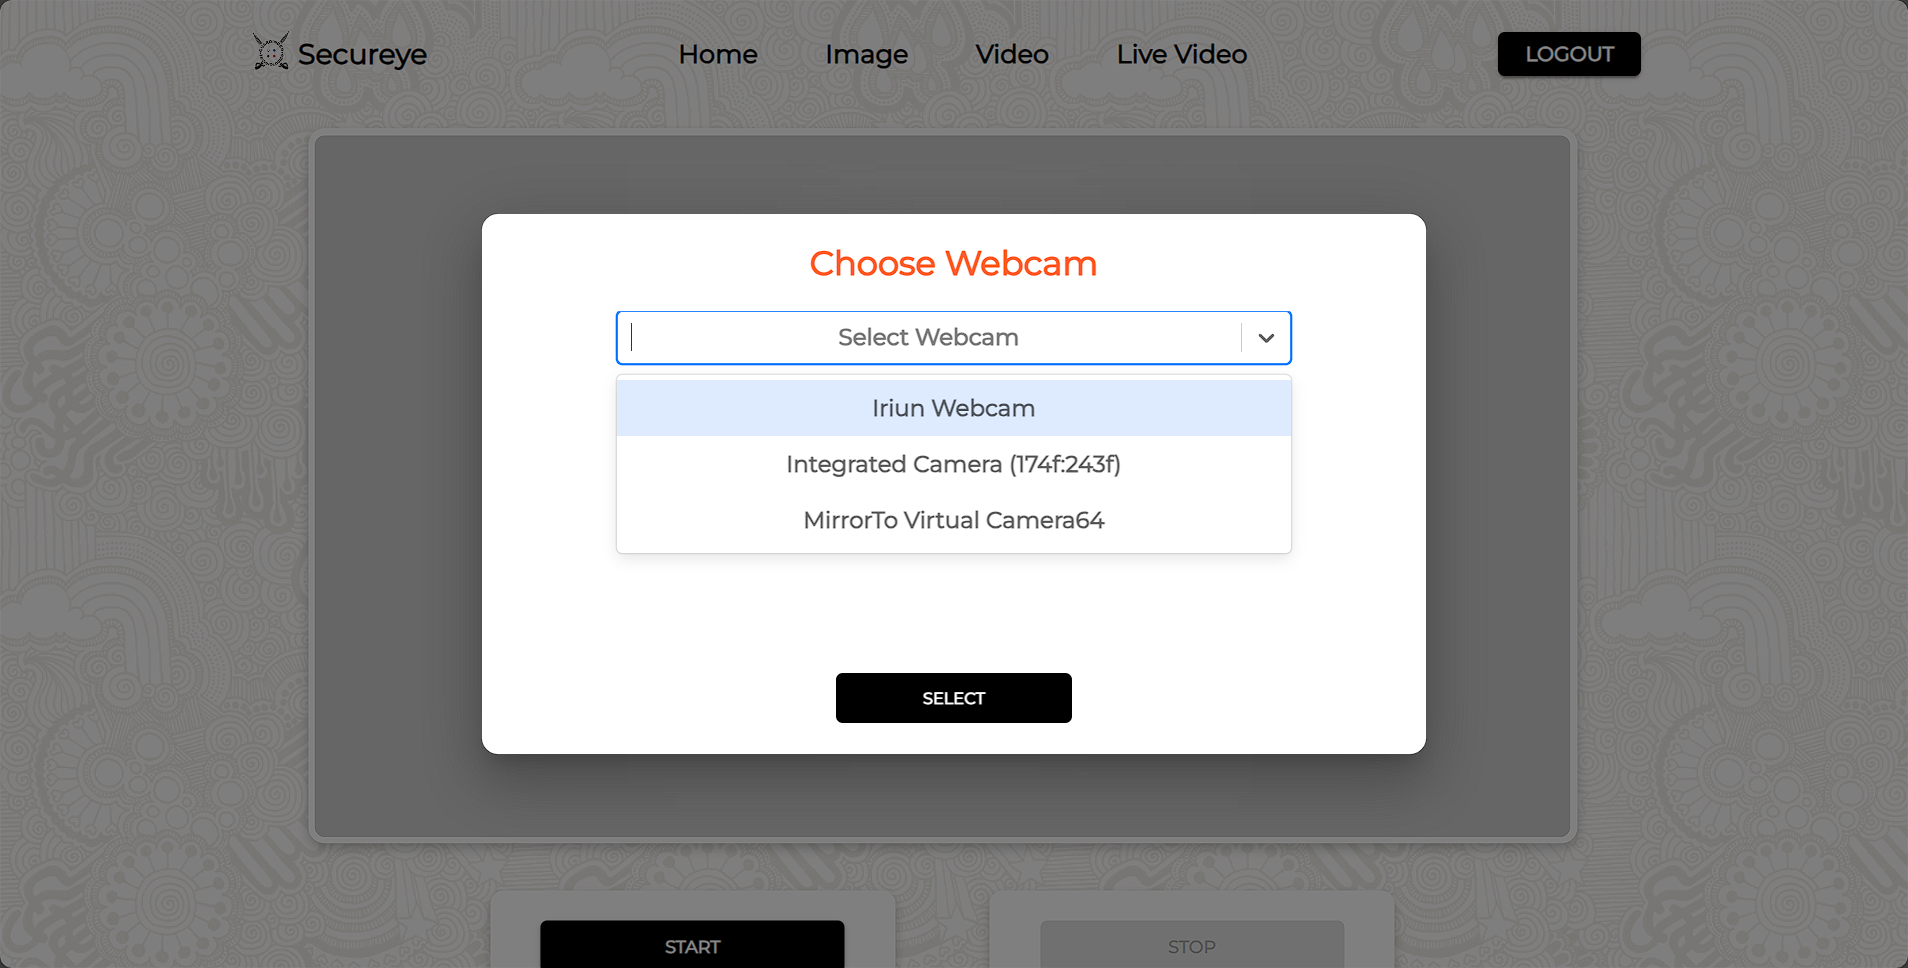 Secureye
Home Image Video Live Video
LOGOUT
Choose Webcam
Select Webcam
Iriun Webcam
Integrated Camera (174f:243f)
MirrorTo Virtual Camera64
SELECT
START
STOP